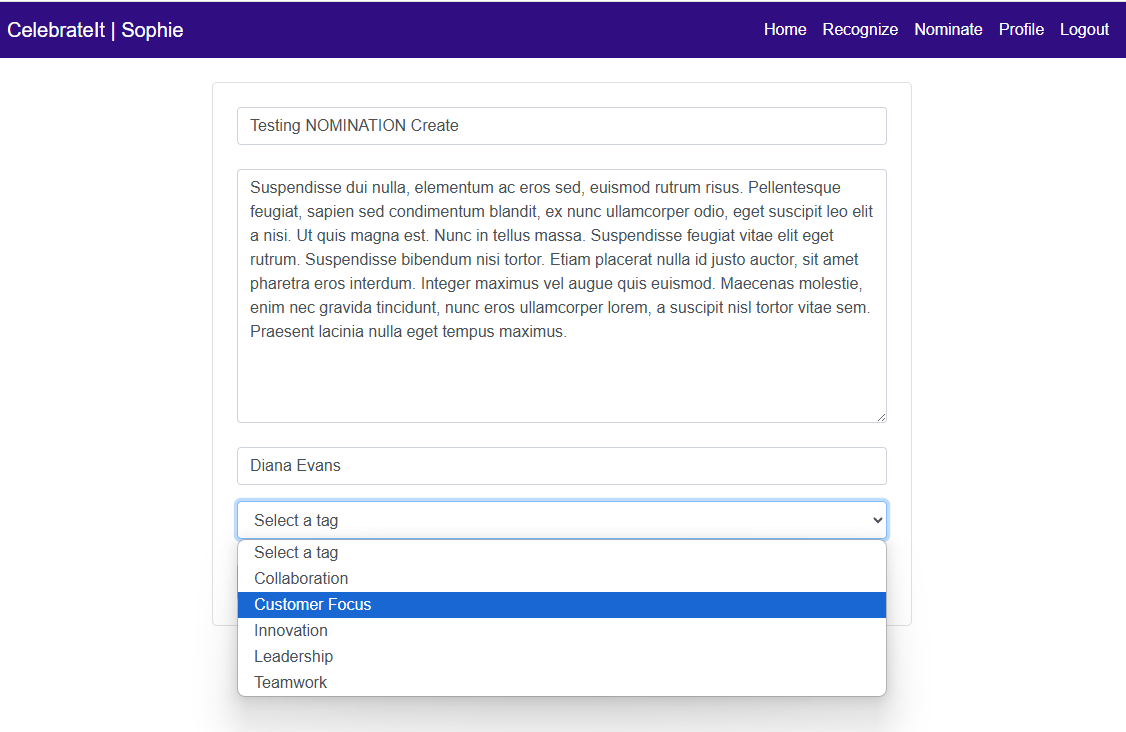 CelebrateIt | Sophie
Home Recognize Nominate Profile Logout
Testing NOMINATION Create
Suspendisse dui nulla, elementum ac eros sed, euismod rutrum risus. Pellentesque
feugiat, sapien sed condimentum blandit, ex nunc ullamcorper odio, eget suscipit leo elit
a nisi. Ut quis magna est. Nunc in tellus massa. Suspendisse feugiat vitae elit eget
rutrum. Suspendisse bibendum nisi tortor. Etiam placerat nulla id justo auctor, sit amet
pharetra eros interdum. Integer maximus vel augue quis euismod. Maecenas molestie,
enim nec gravida tincidunt, nunc eros ullamcorper lorem, a suscipit nisl tortor vitae sem.
Praesent lacinia nulla eget tempus maximus.
Diana Evans
Select a tag
Select a tag
Collaboration
Customer Focus
Innovation
Leadership
Teamwork